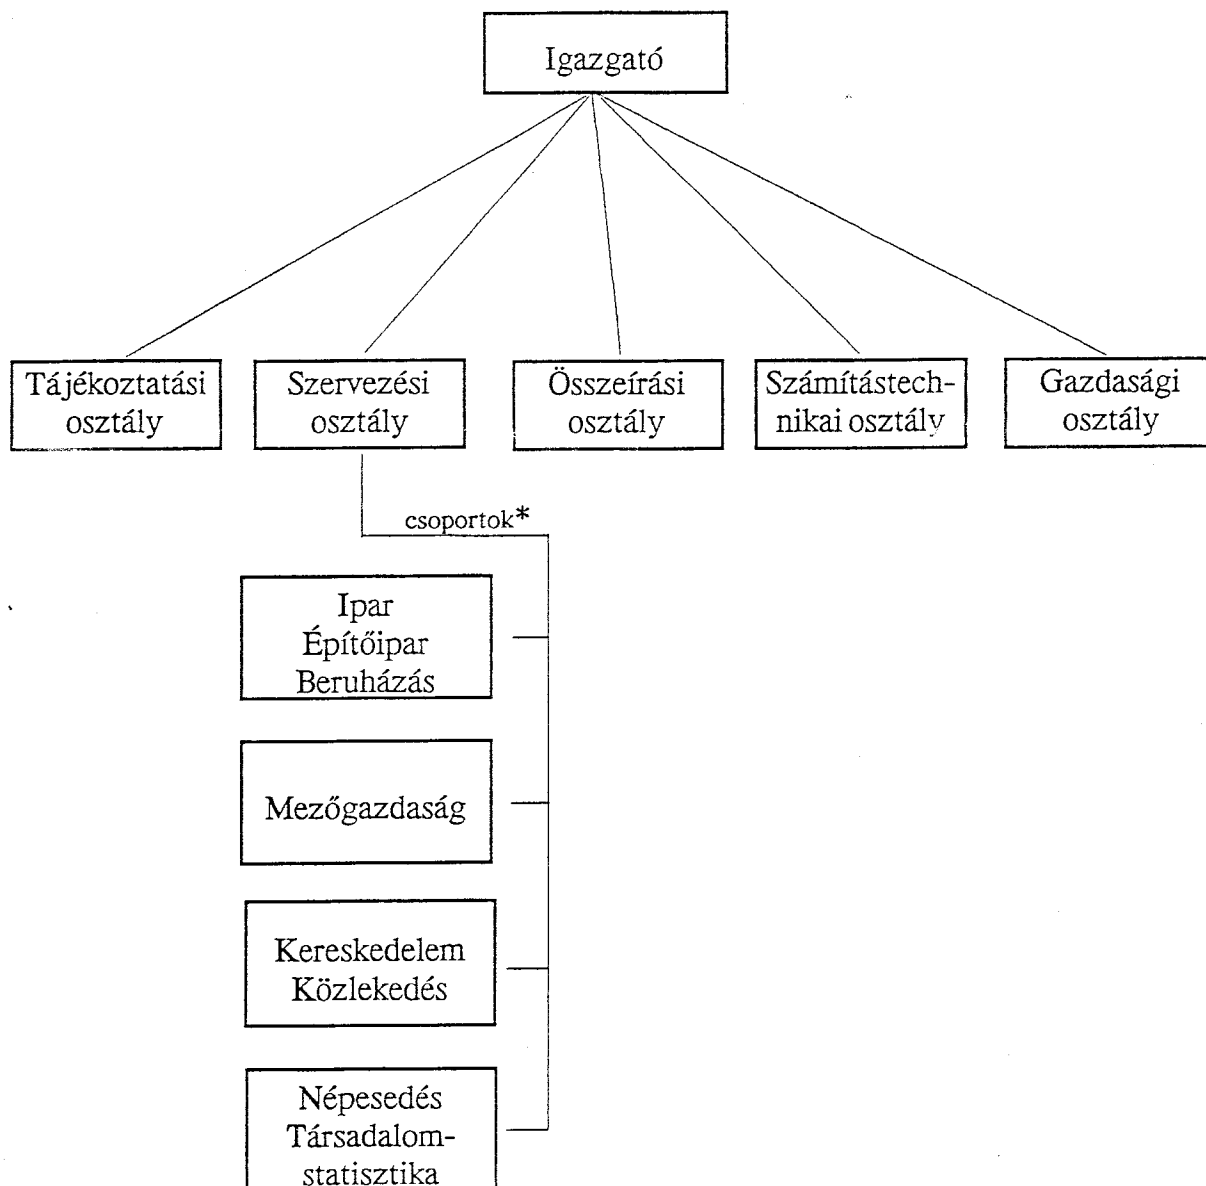 Igazgató
Tájékoztatási
osztály
Szervezési
osztály
Összeírási
osztály
Számítástech-
nikai osztály
Gazdasági
osztály
csoportok*
Ipar
Építőipar
Beruházás
Mezőgazdaság
Kereskedelem
Közlekedés
Népesedés
Társadalom-
statisztika